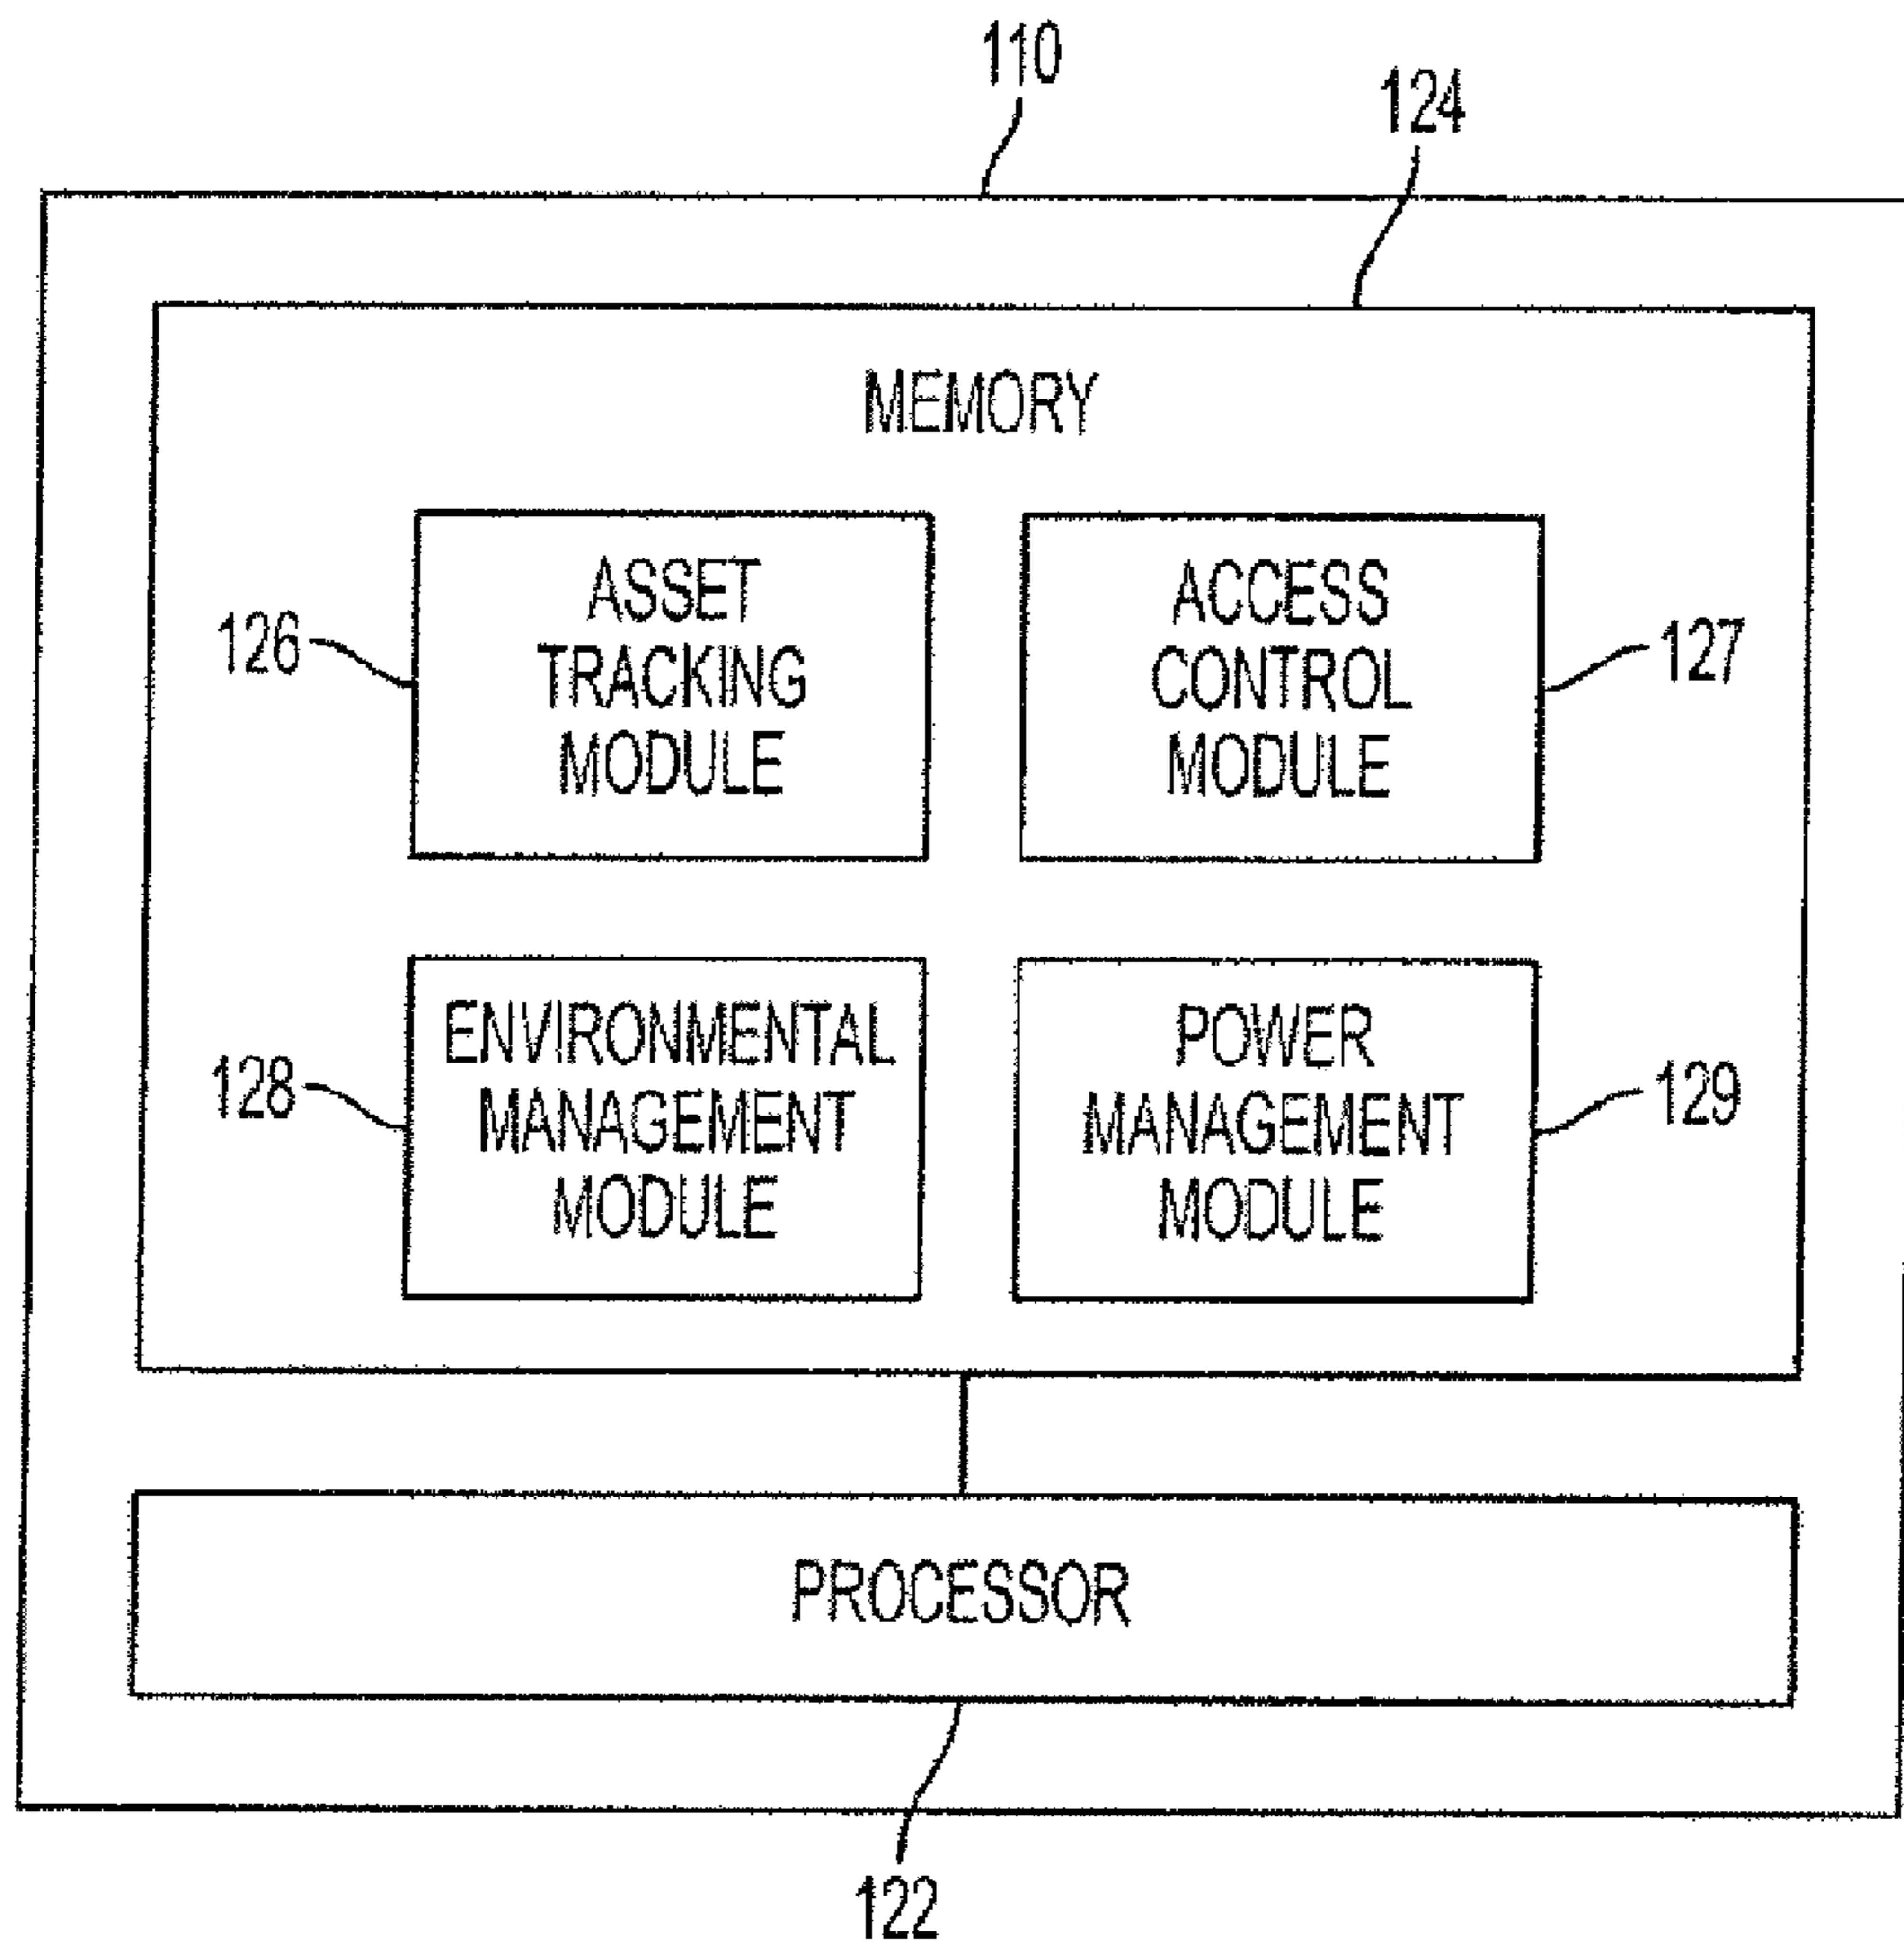 110
124
MEMORY
ASSET
TRACKING
MODULE
126
ACCESS
CONTROL
MODULE
127
ENVIRONMENTAL
MANAGEMENT
MODULE
128
POWER
MANAGEMENT
MODULE
129
PROCESSOR
122